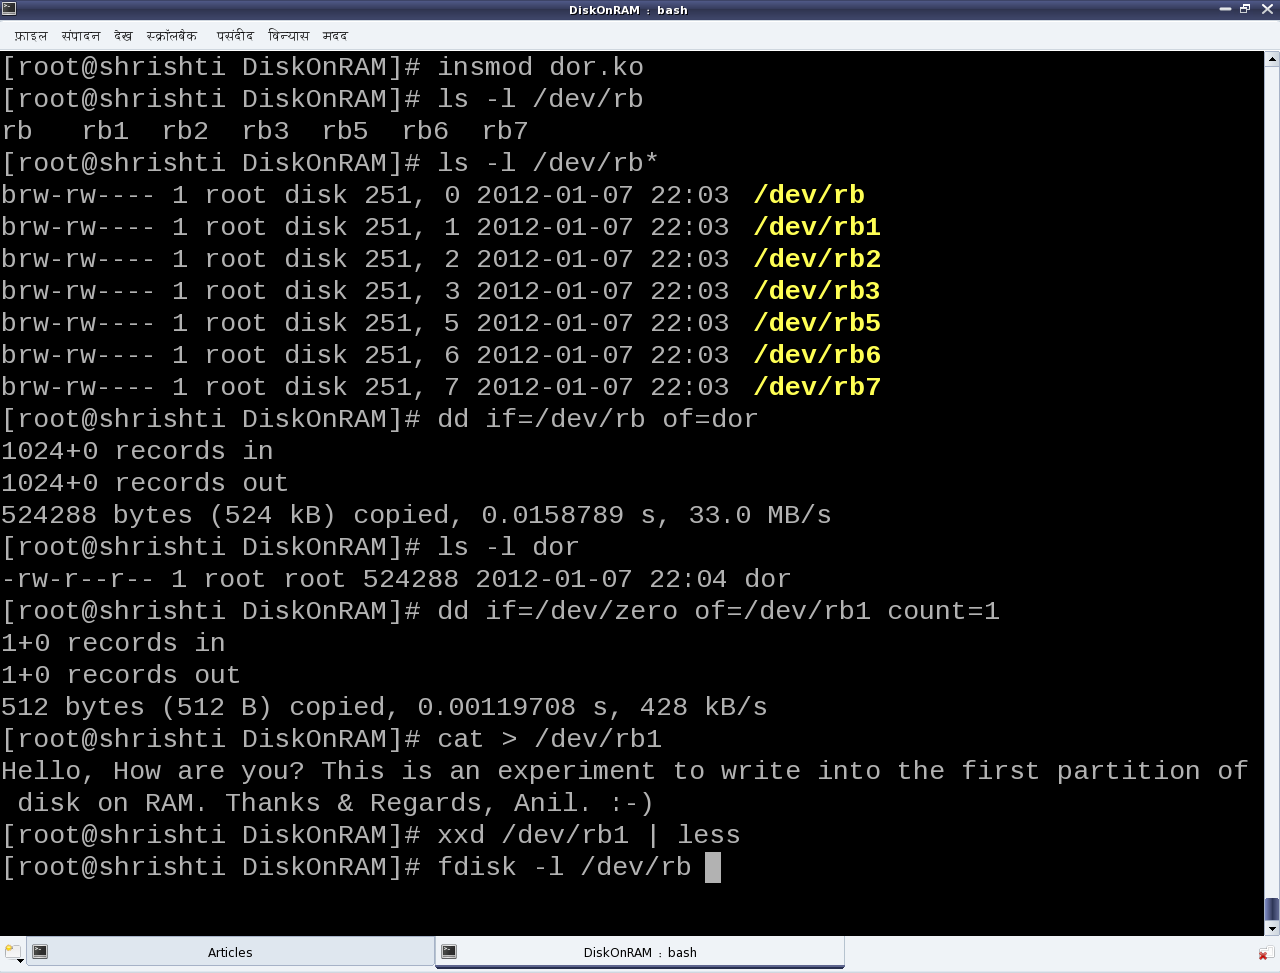 DiskOnRAM : bash
फ़ाइल संपादन देख स्क्रॉलबैक पसंदीद विन्यास मदद
[root@shrishti DiskOnRAM]# insmod dor.ko
[root@shrishti DiskOnRAM]# ls -l /dev/rb
rb   rb1  rb2  rb3  rb5  rb6  rb7
[root@shrishti DiskOnRAM]# ls -l /dev/rb*
brw-rw---- 1 root disk 251, 0 2012-01-07 22:03 /dev/rb
brw-rw---- 1 root disk 251, 1 2012-01-07 22:03 /dev/rb1
brw-rw---- 1 root disk 251, 2 2012-01-07 22:03 /dev/rb2
brw-rw---- 1 root disk 251, 3 2012-01-07 22:03 /dev/rb3
brw-rw---- 1 root disk 251, 5 2012-01-07 22:03 /dev/rb5
brw-rw---- 1 root disk 251, 6 2012-01-07 22:03 /dev/rb6
brw-rw---- 1 root disk 251, 7 2012-01-07 22:03 /dev/rb7
[root@shrishti DiskOnRAM]# dd if=/dev/rb of=dor
1024+0 records in
1024+0 records out
524288 bytes (524 kB) copied, 0.0158789 s, 33.0 MB/s
[root@shrishti DiskOnRAM]# ls -l dor
-rw-r--r-- 1 root root 524288 2012-01-07 22:04 dor
[root@shrishti DiskOnRAM]# dd if=/dev/zero of=/dev/rb1 count=1
1+0 records in
1+0 records out
512 bytes (512 B) copied, 0.00119708 s, 428 kB/s
[root@shrishti DiskOnRAM]# cat > /dev/rb1
Hello, How are you? This is an experiment to write into the first partition of
 disk on RAM. Thanks & Regards, Anil. :-)
[root@shrishti DiskOnRAM]# xxd /dev/rb1 | less
[root@shrishti DiskOnRAM]# fdisk -l /dev/rb
Articles DiskOnRAM : bash